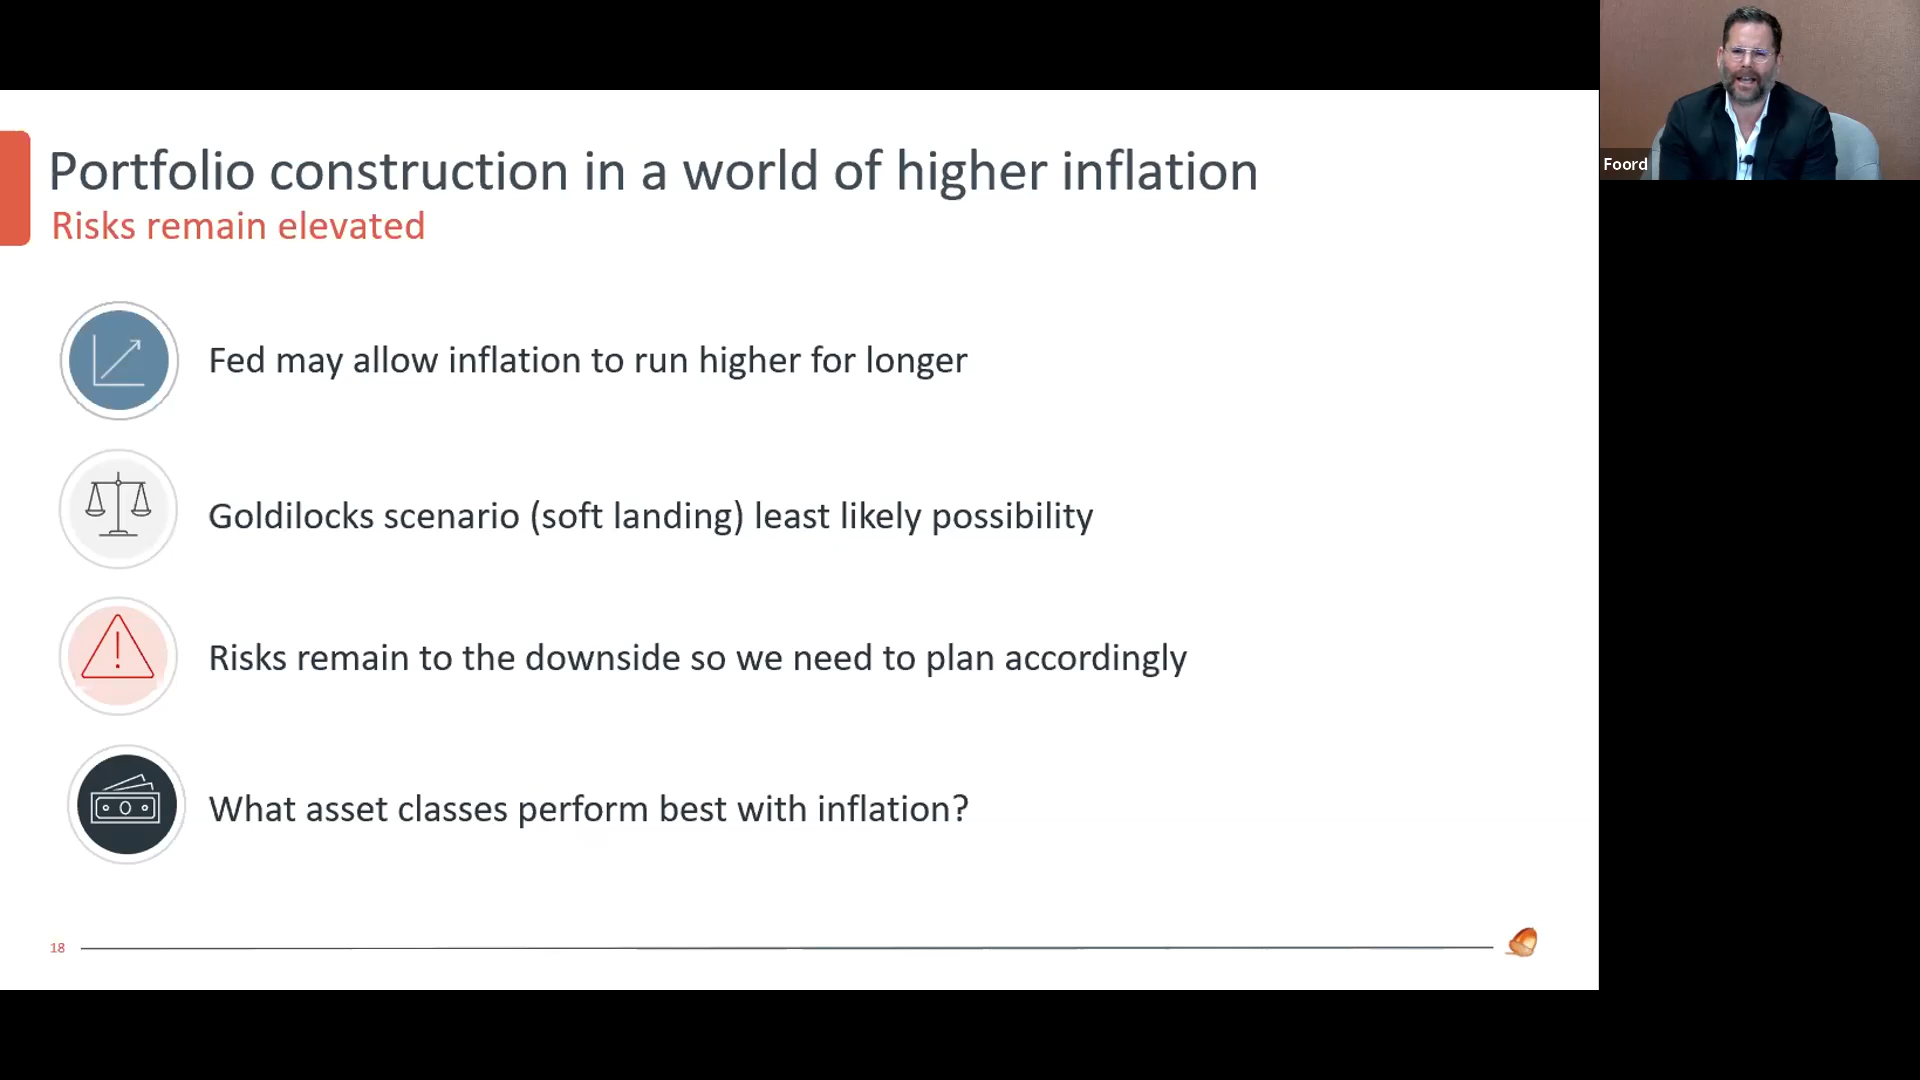 Portfolio construction in a world of higher inflation
Risks remain elevated
Fed may allow inflation to run higher for longer
Goldilocks scenario (soft landing) least likely possibility
Risks remain to the downside so we need to plan accordingly
What asset classes perform best with inflation?
18
Foord